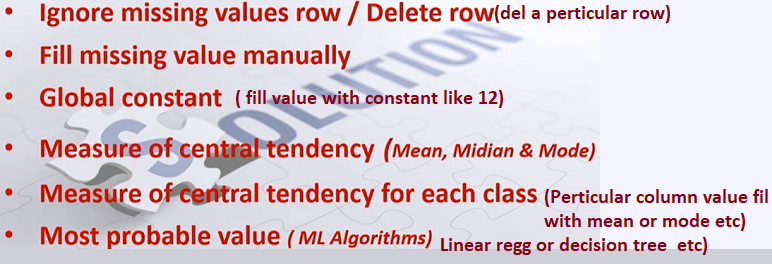 • Ignore missing values row / Delete row(del a perticular row)
• Fill missing value manually
• Global constant ( fill value with constant like 12)
• Measure of central tendency (Mean, Midian & Mode)
• Measure of central tendency for each class (Perticular column value fil
with mean or mode etc)
• Most probable value ( ML Algorithms) Linear regg or decision tree etc)
SOLUTION